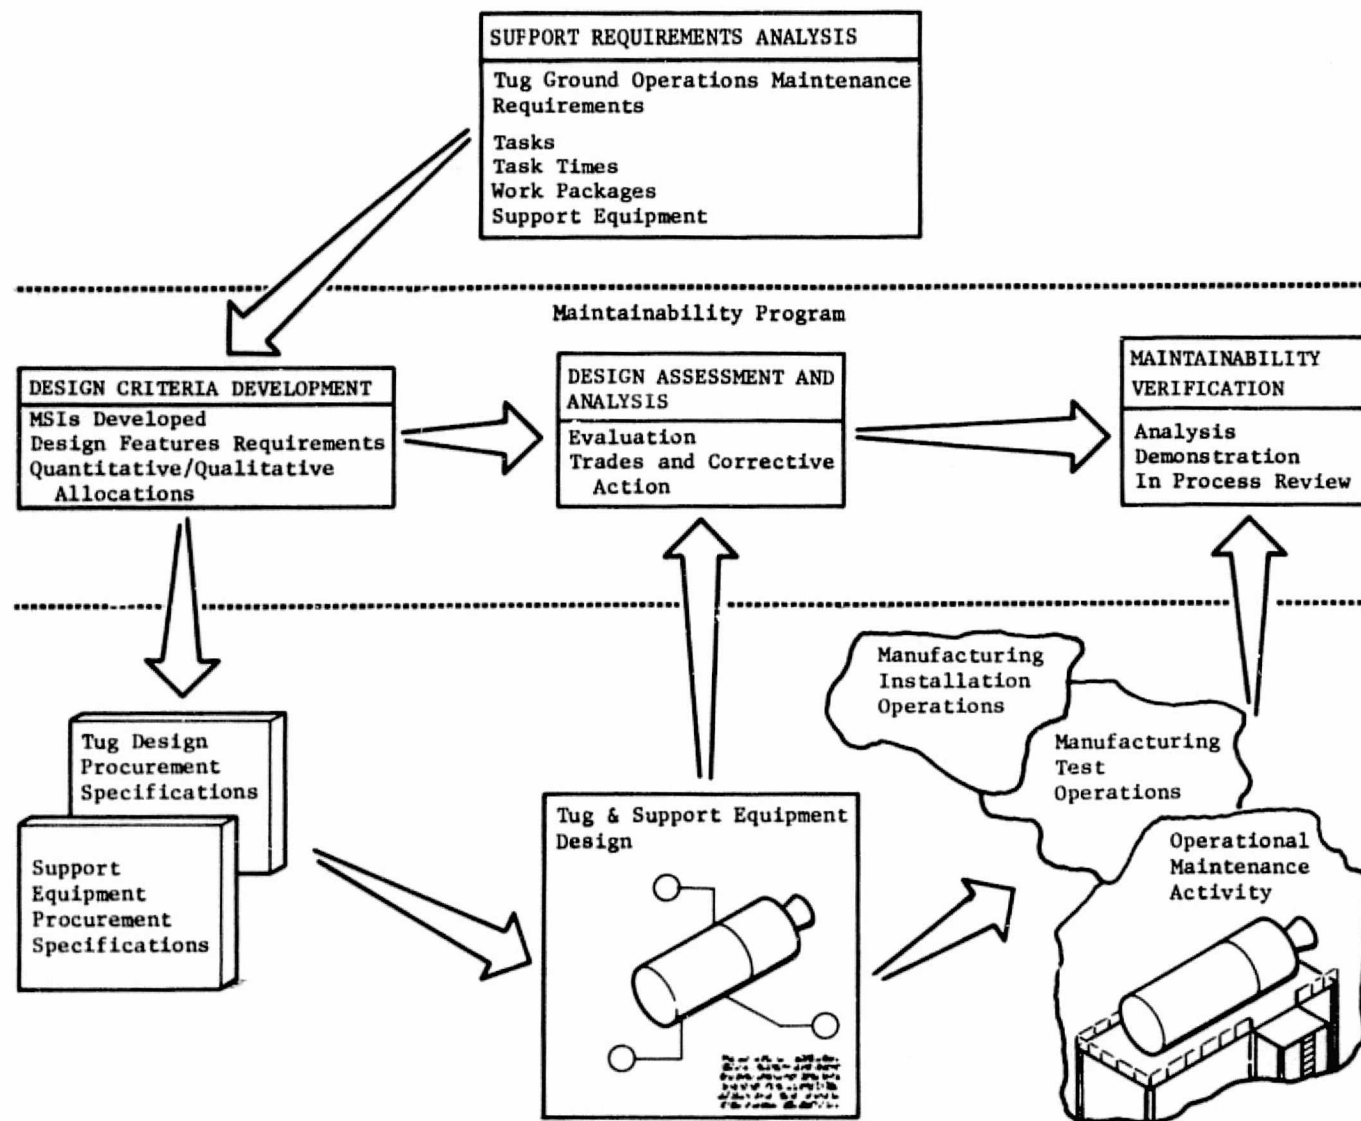 SUPPORT REQUIREMENTS ANALYSIS
Tug Ground Operations Maintenance
Requirements
Tasks
Task Times
Work Packages
Support Equipment
Maintainability Program
DESIGN CRITERIA DEVELOPMENT
MSIs Developed
Design Features Requirements
Quantitative/Qualitative
Allocations
DESIGN ASSESSMENT AND
ANALYSIS
Evaluation
Trades and Corrective
Action
MAINTAINABILITY
VERIFICATION
Analysis
Demonstration
In Process Review
Tug Design
Procurement
Specifications
Support
Equipment
Procurement
Specifications
Tug & Support Equipment
Design
Manufacturing
Installation
Operations
Manufacturing
Test
Operations
Operational
Maintenance
Activity